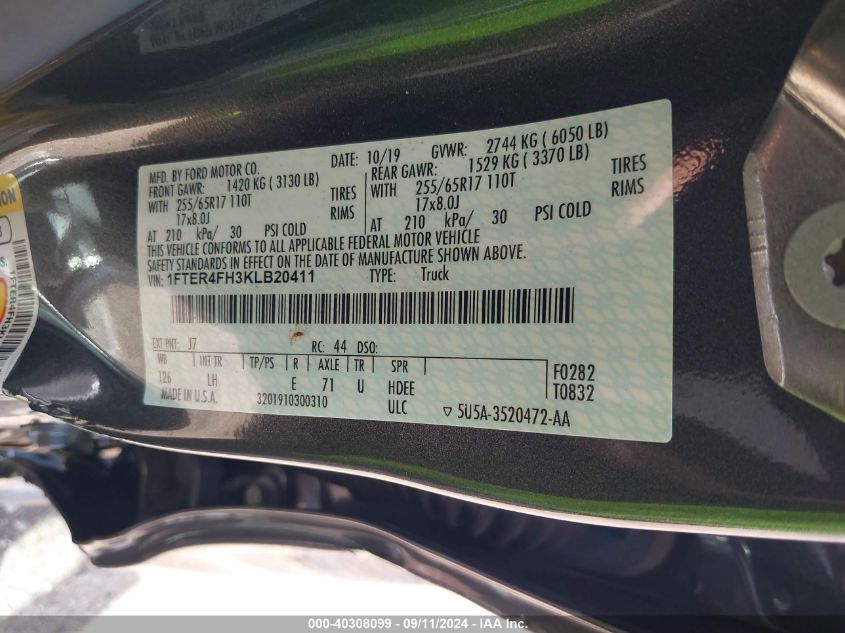 MFD. BY FORD MOTOR CO.
DATE: 10/19
GVWR: 2744 KG ( 6050 LB)
FRONT GAWR: 1420 KG ( 3130 LB)
REAR GAWR: 1529 KG ( 3370 LB)
WITH 255/65R17 110T TIRES
WITH 255/65R17 110T TIRES
17x8.0J RIMS
17x8.0J RIMS
AT 210 kPa/ 30 PSI COLD
AT 210 kPa/ 30 PSI COLD
THIS VEHICLE CONFORMS TO ALL APPLICABLE FEDERAL MOTOR VEHICLE
SAFETY STANDARDS IN EFFECT ON THE DATE OF MANUFACTURE SHOWN ABOVE.
VIN: 1FTER4FH3KLB20411
TYPE: Truck
EXT PNT: J7
RC: 44 DSO:
WB INT TR TP/PS R AXLE TR SPR
126 LH E 71 U HDEE
F0282
MADE IN U.S.A. 3201910300310 ULC
T0832
5U5A-3520472-AA
000-40308099 - 09/11/2024 - IAA Inc.